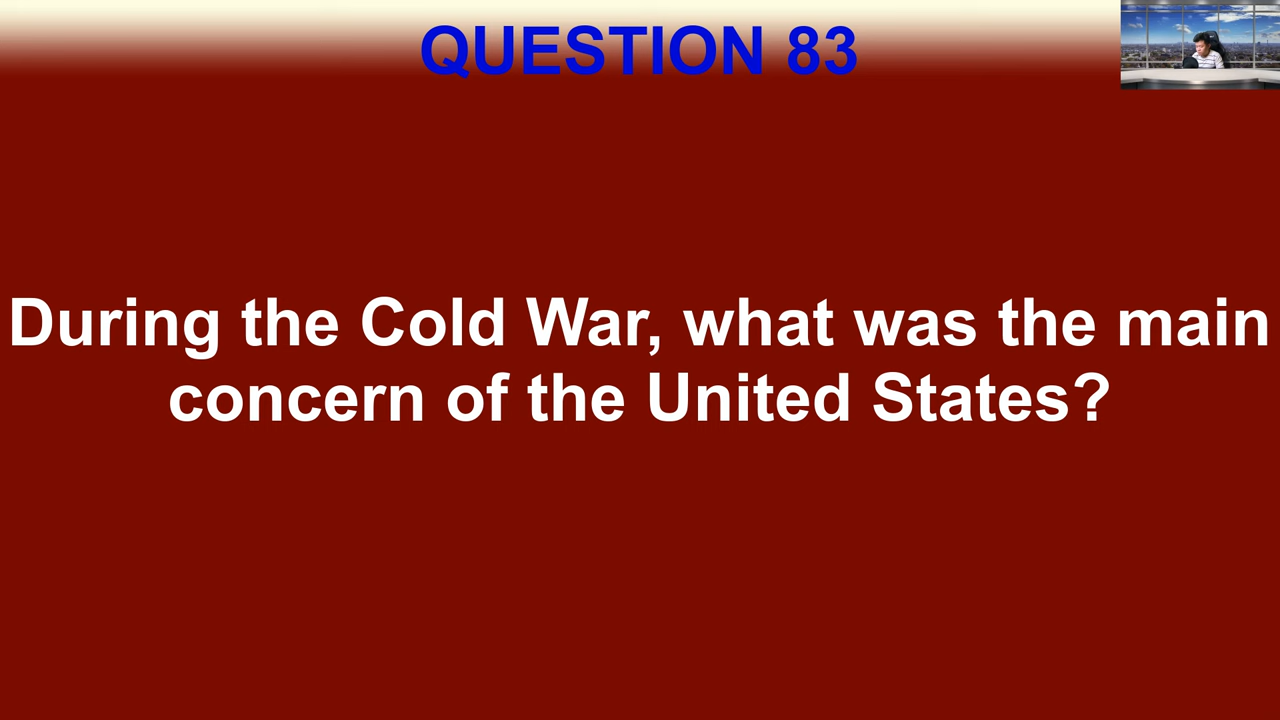 QUESTION 83
During the Cold War, what was the main
concern of the United States?